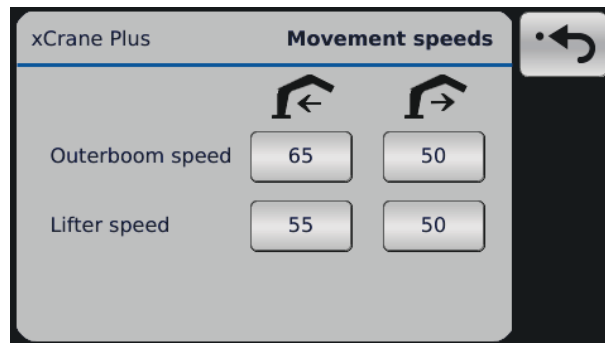 xCrane Plus Movement speeds
Outerboom speed 65 50
Lifter speed 55 50